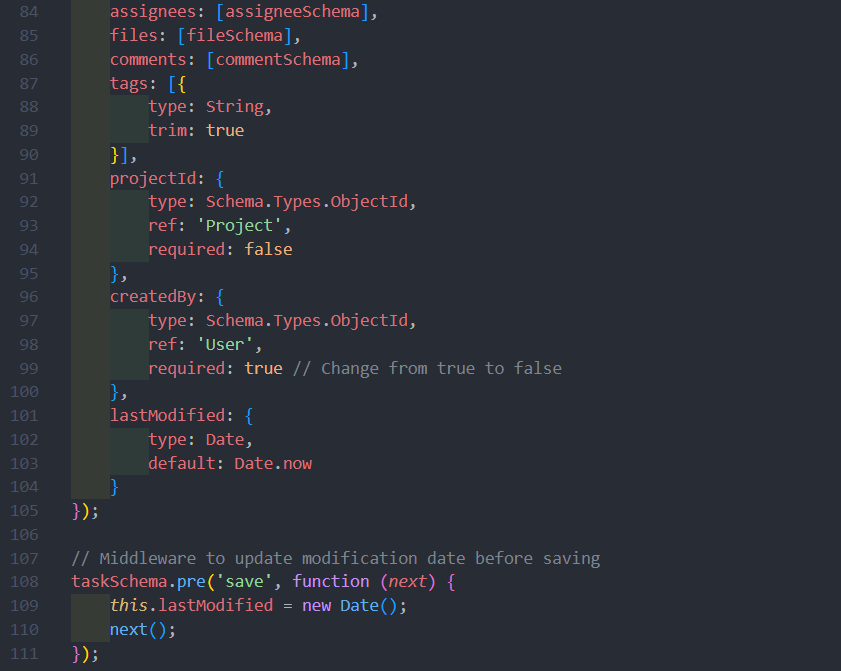 84 assignees: [assigneeSchema],
85 files: [fileSchema],
86 comments: [commentSchema],
87 tags: [{
88 type: String,
89 trim: true
90 }],
91 projectId: {
92 type: Schema.Types.ObjectId,
93 ref: 'Project',
94 required: false
95 },
96 createdBy: {
97 type: Schema.Types.ObjectId,
98 ref: 'User',
99 required: true // Change from true to false
100 },
101 lastModified: {
102 type: Date,
103 default: Date.now
104 }
105 });
106
107 // Middleware to update modification date before saving
108 taskSchema.pre('save', function (next) {
109 this.lastModified = new Date();
110 next();
111 });